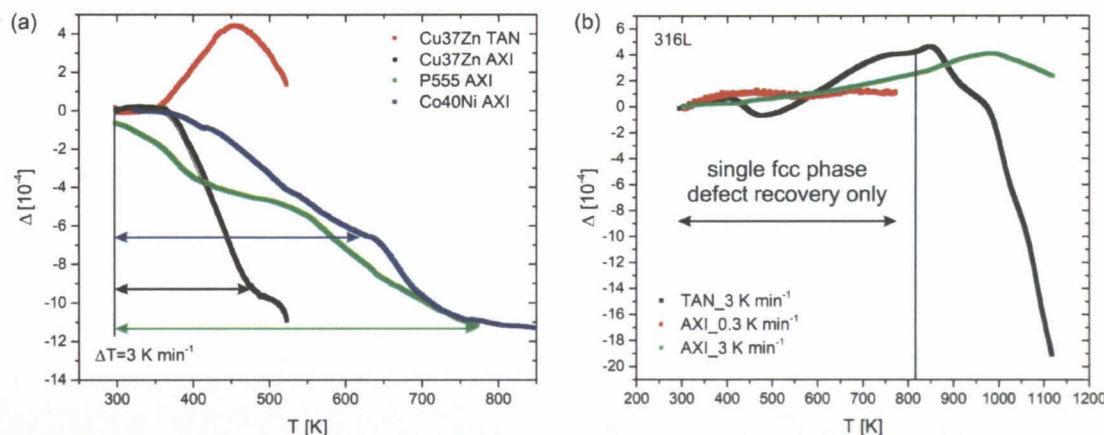 (a)
Cu37Zn TAN
Cu37Zn AXI
P555 AXI
Co40Ni AXI
4
2
0
-2
-4
-6
-8
-10
-12
-14
Δ [10⁻⁴]
ΔT=3 K min⁻¹
300 400 500 600 700 800
T [K]
(b)
316L
6
4
2
0
-2
-4
-6
-8
-10
-12
-14
-16
-18
-20
Δ [10⁻⁴]
single fcc phase
defect recovery only
TAN_3 K min⁻¹
AXI_0.3 K min⁻¹
AXI_3 K min⁻¹
200 300 400 500 600 700 800 900 1000 1100 1200
T [K]